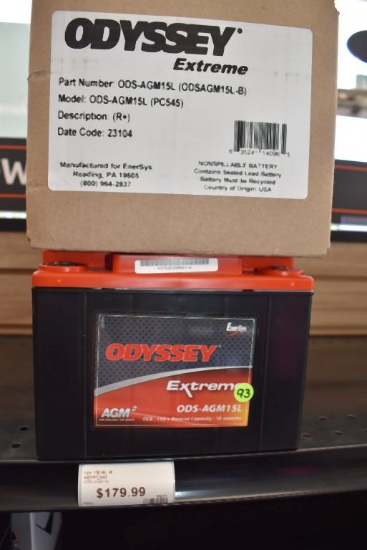 ODYSSEY
Extreme
Part Number: ODS-AGM15L (ODSAGM15L-B)
Model: ODS-AGM15L (PC545)
Description: (R+)
Date Code: 23104
Manufactured for EnerSys
Reading, PA 19605
(800) 964-2837
NONSPILLABLE BATTERY
Contains Sealed Lead Battery
Battery Must be Recycled
Country of Origin: USA
EnerSys
ODYSSEY
Extreme
93
AGM²
ODS-AGM15L
$179.99